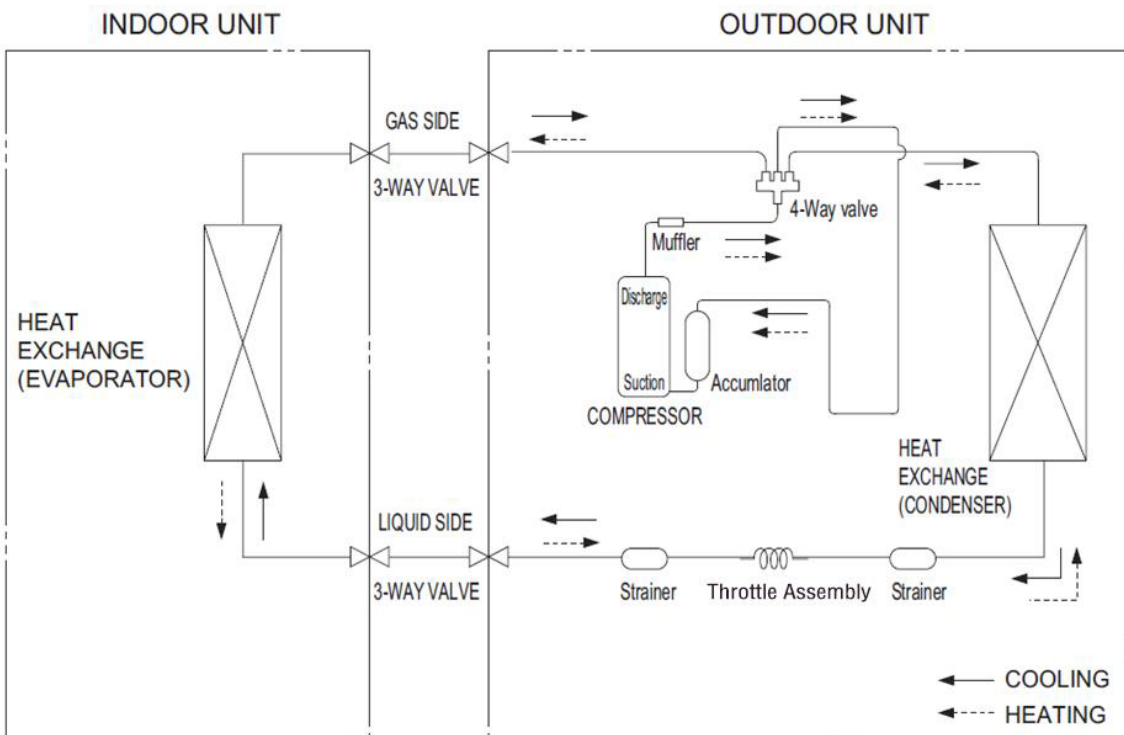 INDOOR UNIT
OUTDOOR UNIT
GAS SIDE
3-WAY VALVE
4-Way valve
Muffler
Discharge
Suction
Accumlator
COMPRESSOR
HEAT
EXCHANGE
(EVAPORATOR)
HEAT
EXCHANGE
(CONDENSER)
LIQUID SIDE
3-WAY VALVE
Strainer
Throttle Assembly
Strainer
COOLING
HEATING